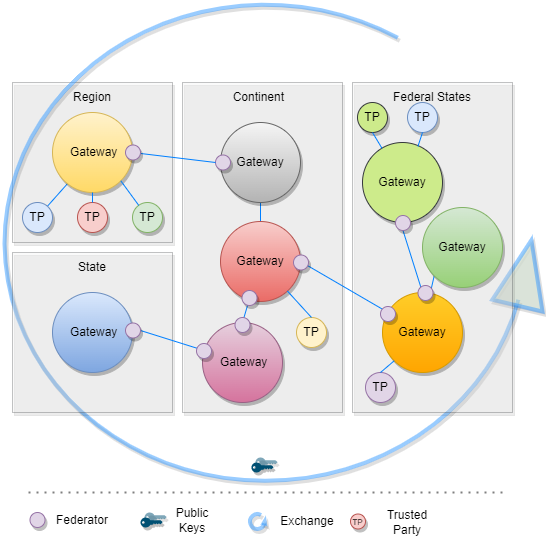 Region
Gateway
TP
TP
TP
State
Gateway
Continent
Gateway
Gateway
TP
Gateway
Federal States
TP
TP
Gateway
Gateway
Gateway
TP
Federator
Public
Keys
Exchange
TP
Trusted
Party